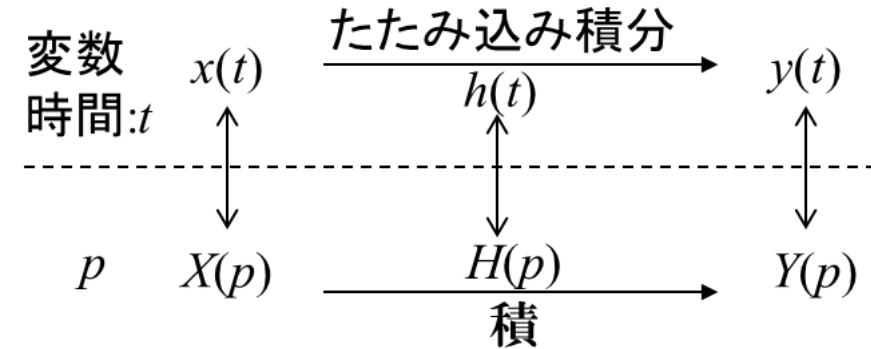 たたみ込み積分
変数
時間:t
x(t)
h(t)
y(t)
p
X(p)
H(p)
Y(p)
積